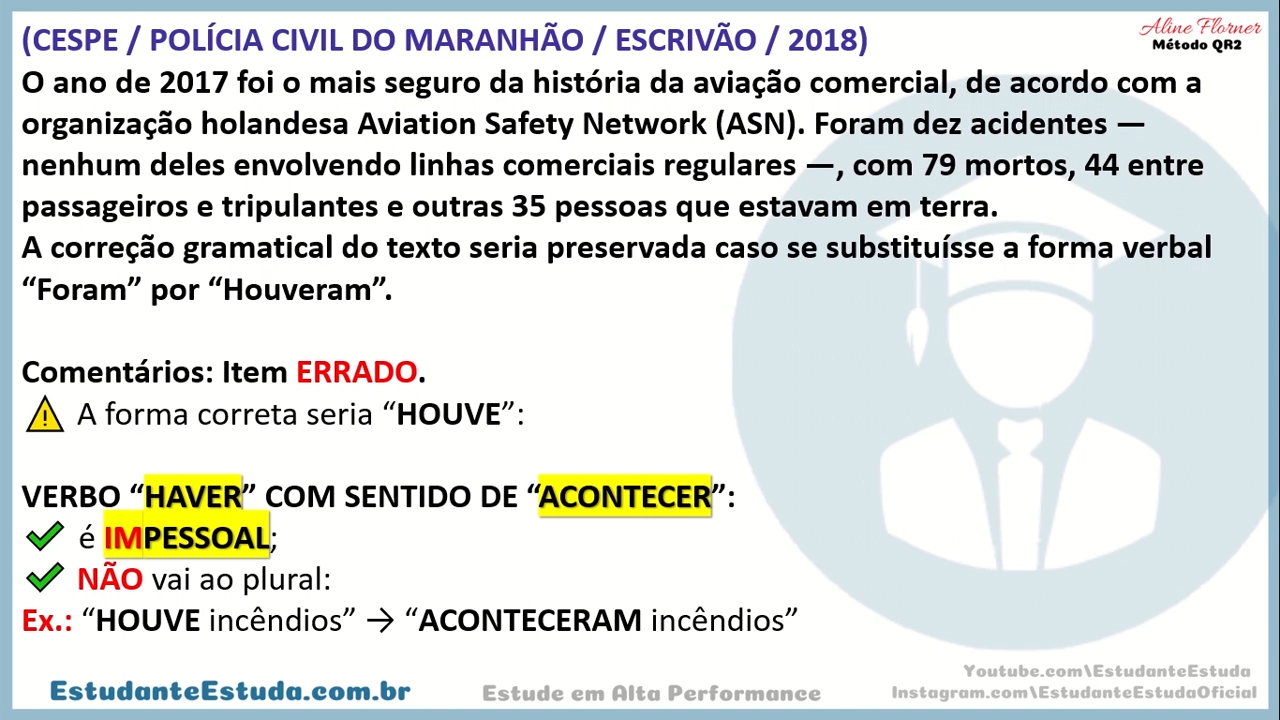 (CESPE / POLÍCIA CIVIL DO MARANHÃO / ESCRIVÃO / 2018)
Aline Florner
Método QR2
O ano de 2017 foi o mais seguro da história da aviação comercial, de acordo com a
organização holandesa Aviation Safety Network (ASN). Foram dez acidentes —
nenhum deles envolvendo linhas comerciais regulares —, com 79 mortos, 44 entre
passageiros e tripulantes e outras 35 pessoas que estavam em terra.
A correção gramatical do texto seria preservada caso se substituísse a forma verbal
“Foram” por “Houveram”.
Comentários: Item ERRADO.
A forma correta seria “HOUVE”:
VERBO “HAVER” COM SENTIDO DE “ACONTECER”:
é IMPESSOAL;
NÃO vai ao plural:
Ex.: “HOUVE incêndios” → “ACONTECERAM incêndios”
EstudanteEstuda.com.br
Estude em Alta Performance
Youtube.com\EstudanteEstuda
Instagram.com\EstudanteEstudaOficial